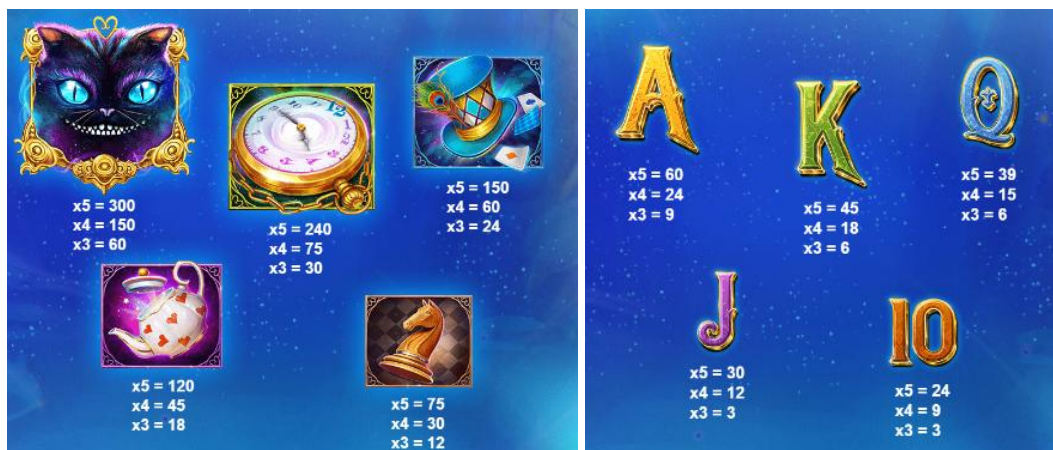 x5 = 300
x4 = 150
x3 = 60
x5 = 240
x4 = 75
x3 = 30
x5 = 150
x4 = 60
x3 = 24
x5 = 120
x4 = 45
x3 = 18
x5 = 75
x4 = 30
x3 = 12
A
x5 = 60
x4 = 24
x3 = 9
K
x5 = 45
x4 = 18
x3 = 6
Q
x5 = 39
x4 = 15
x3 = 6
J
x5 = 30
x4 = 12
x3 = 3
10
x5 = 24
x4 = 9
x3 = 3